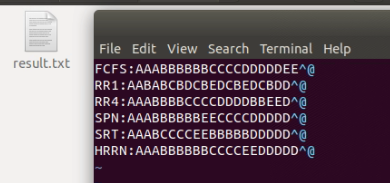 result.txt
File Edit View Search Terminal Help
FCFS:AAABBBBBBCCCCDDDDDEE^@
RR1:AABABCBDCBEDCBEDCBDD^@
RR4:AAABBBBCCCCDDDDBBEED^@
SPN:AAABBBBBBEECCCCDDDDD^@
SRT:AAABCCCCEEBBBBBDDDDD^@
HRRN:AAABBBBBBCCCCEEDDDDD^@
~